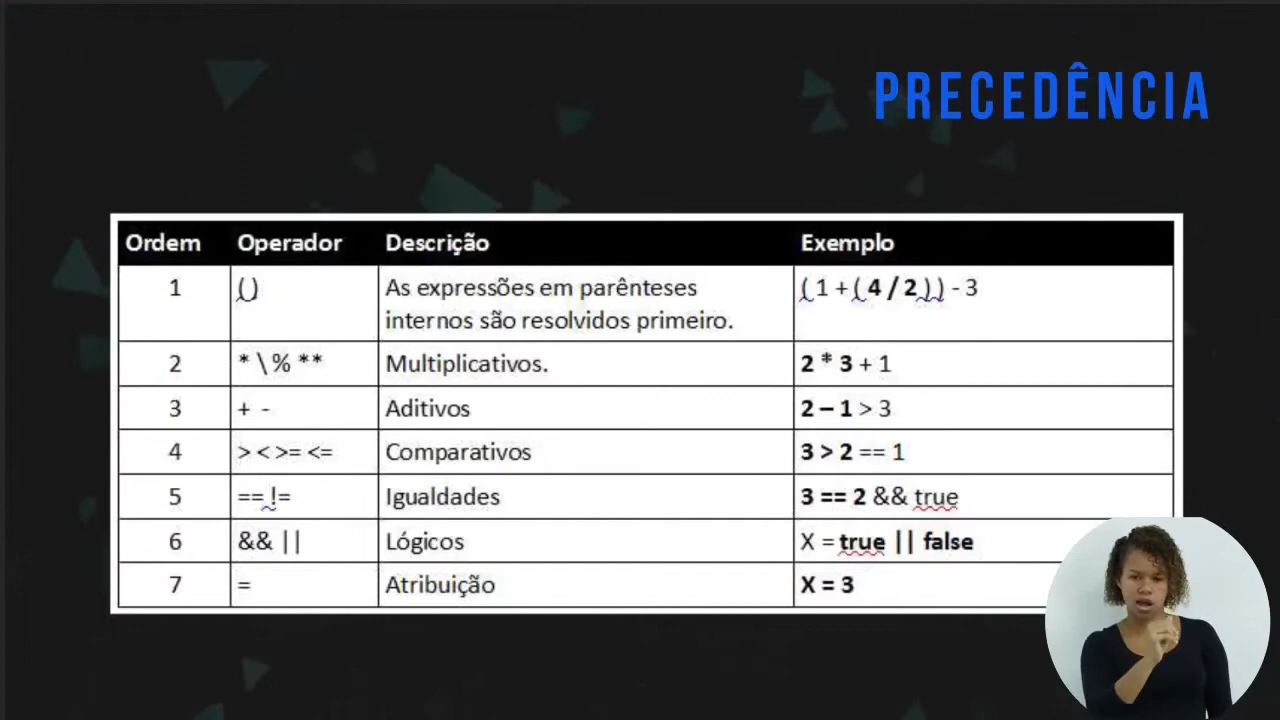 PRECEDÊNCIA
Ordem Operador Descrição Exemplo
1 () As expressões em parênteses internos são resolvidos primeiro. ( 1 + ( 4 / 2 ) ) - 3
2 * \ % ** Multiplicativos. 2 * 3 + 1
3 + - Aditivos 2 – 1 > 3
4 > < >= <= Comparativos 3 > 2 == 1
5 == != Igualdades 3 == 2 && true
6 && || Lógicos X = true || false
7 = Atribuição X = 3